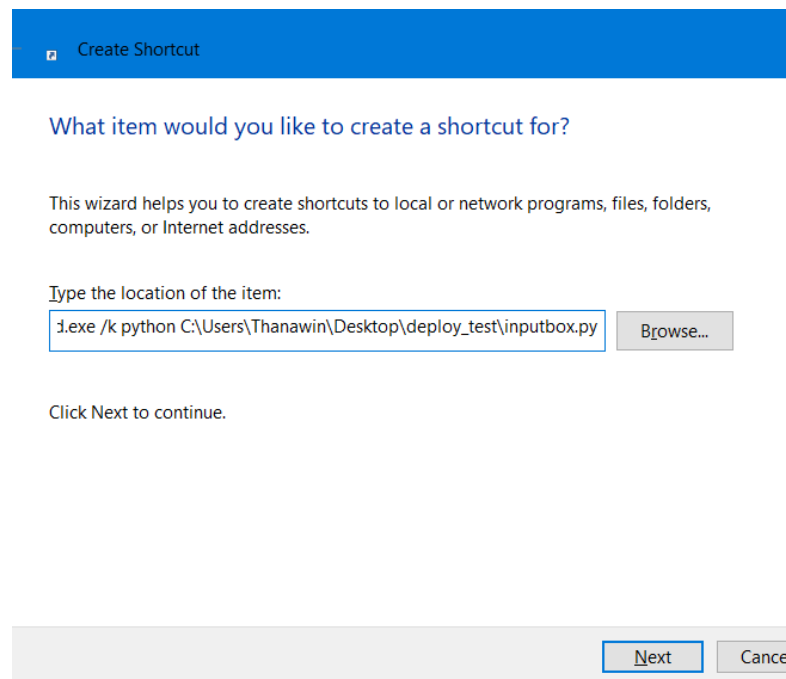 Create Shortcut
What item would you like to create a shortcut for?
This wizard helps you to create shortcuts to local or network programs, files, folders,
computers, or Internet addresses.
Type the location of the item:
d.exe /k python C:\Users\Thanawin\Desktop\deploy_test\inputbox.py
Browse...
Click Next to continue.
Next
Cance